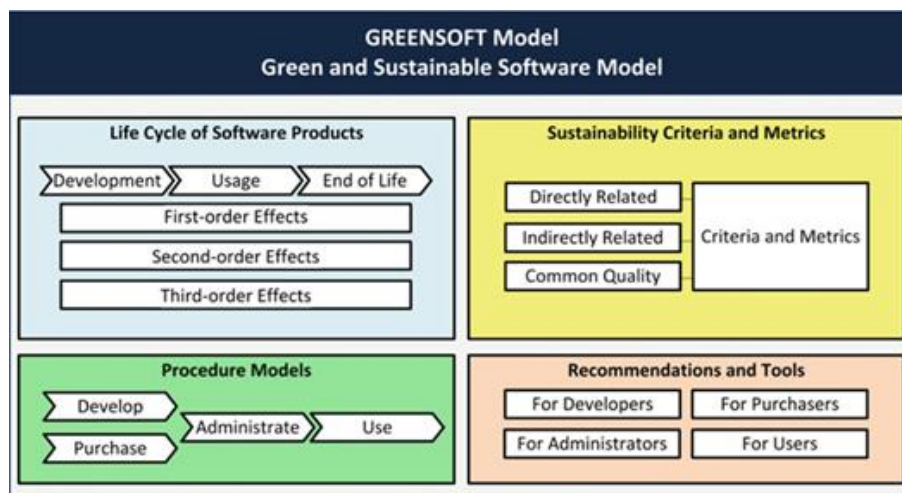 GREENSOFT Model
Green and Sustainable Software Model
Life Cycle of Software Products
Development
Usage
End of Life
First-order Effects
Second-order Effects
Third-order Effects
Sustainability Criteria and Metrics
Directly Related
Indirectly Related
Common Quality
Criteria and Metrics
Procedure Models
Develop
Purchase
Administrate
Use
Recommendations and Tools
For Developers
For Purchasers
For Administrators
For Users